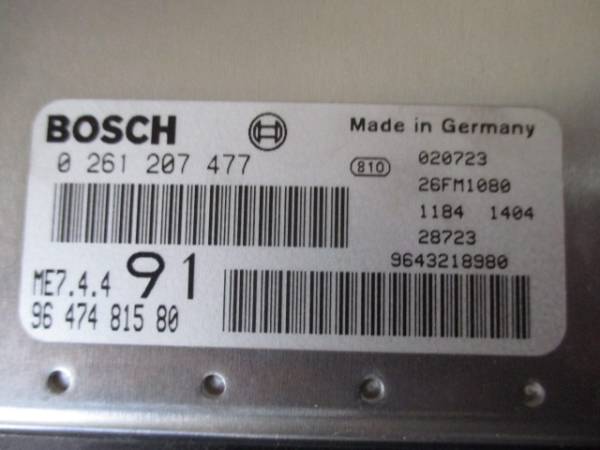 BOSCH
Made in Germany
0 261 207 477
810
020723
26FM1080
1184 1404
28723
9643218980
ME7.4.4 91
96 474 815 80